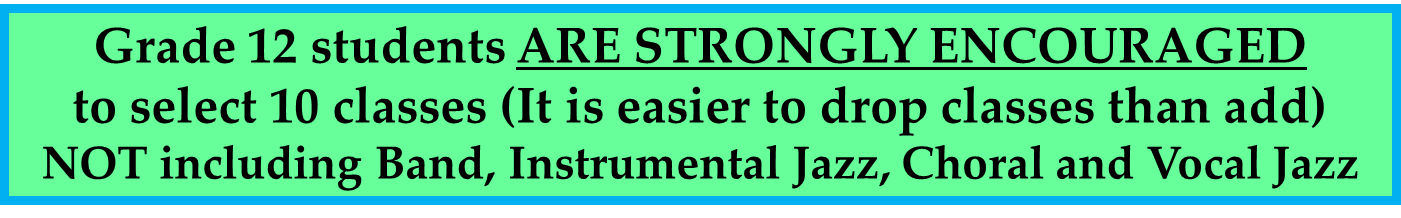 Grade 12 students ARE STRONGLY ENCOURAGED
to select 10 classes (It is easier to drop classes than add)
NOT including Band, Instrumental Jazz, Choral and Vocal Jazz